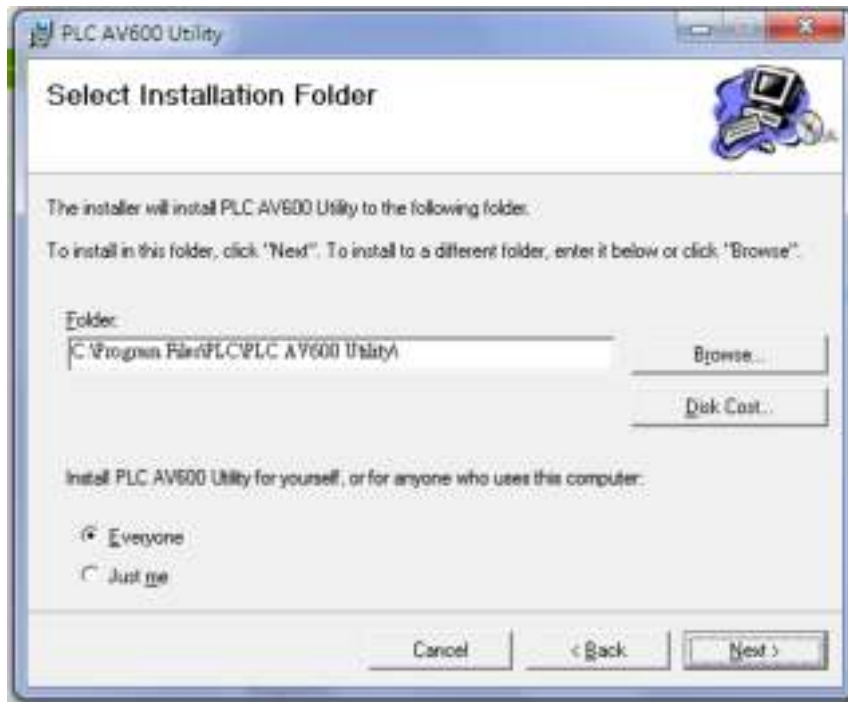 PLC AV600 Utility
Select Installation Folder
The installer will install PLC AV600 Utility to the following folder.
To install in this folder, click "Next". To install to a different folder, enter it below or click "Browse".
Folder:
C:\Program Files\PLC\PLC AV600 Utility\
Browse...
Disk Cost...
Install PLC AV600 Utility for yourself, or for anyone who uses this computer:
Everyone
Just me
Cancel
< Back
Next >